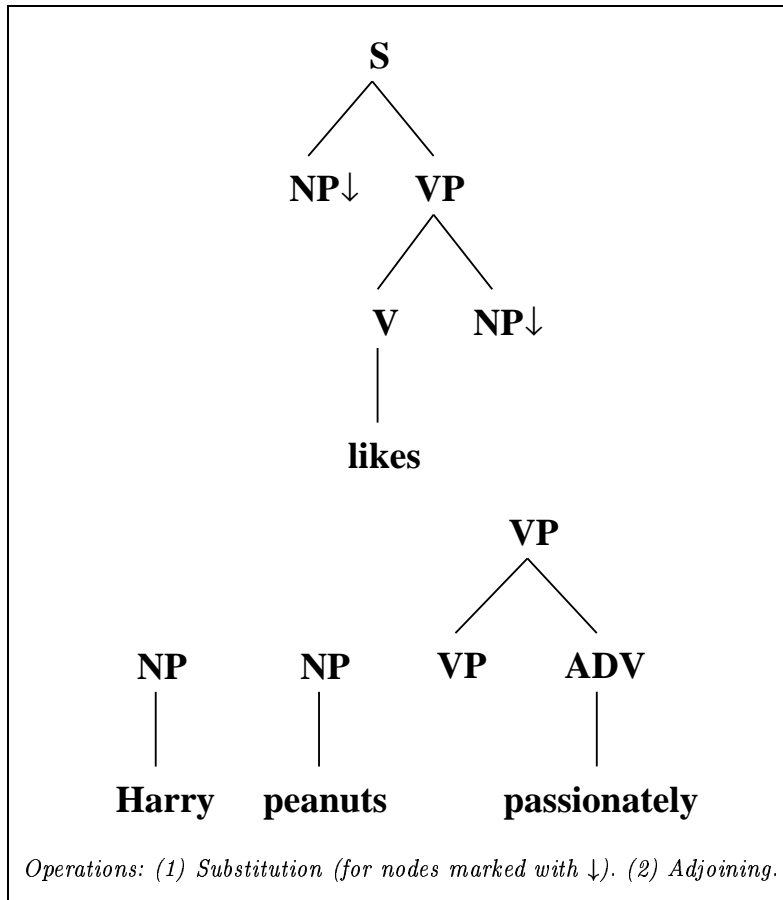 S
NP↓ VP
V NP↓
likes
VP
NP NP VP ADV
Harry peanuts passionately
Operations: (1) Substitution (for nodes marked with ↓). (2) Adjoining.